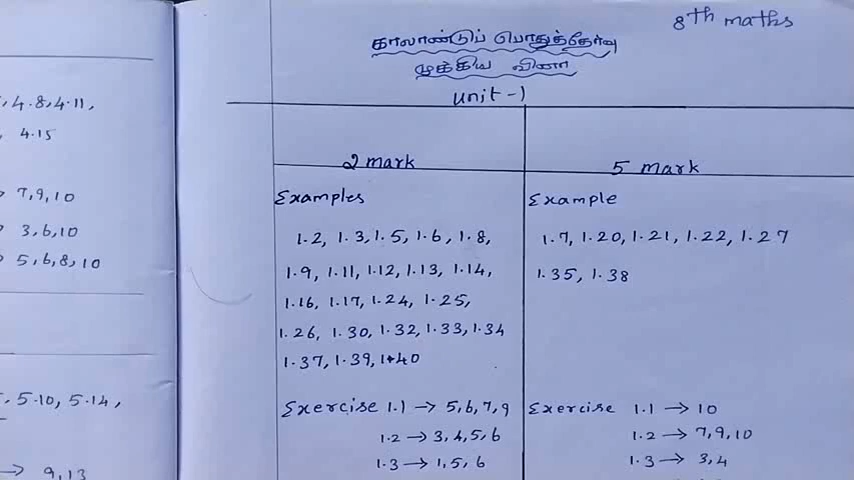 8th maths
காலாண்டுப் பொதுத்தேர்வு
முக்கிய வினா
unit-1
2 mark
Examples
1.2, 1.3, 1.5, 1.6, 1.8,
1.9, 1.11, 1.12, 1.13, 1.14,
1.16, 1.17, 1.24, 1.25,
1.26, 1.30, 1.32, 1.33, 1.34
1.37, 1.39, 1.40
Exercise 1.1 → 5,6,7,9
1.2 → 3,4,5,6
1.3 → 1,5,6
5 mark
Example
1.7, 1.20, 1.21, 1.22, 1.27
1.35, 1.38
Exercise 1.1 → 10
1.2 → 7,9,10
1.3 → 3,4
4.8, 4.11,
4.15
→ 7,9,10
→ 3,6,10
→ 5,6,8,10
5.10, 5.14,
→ 9,13